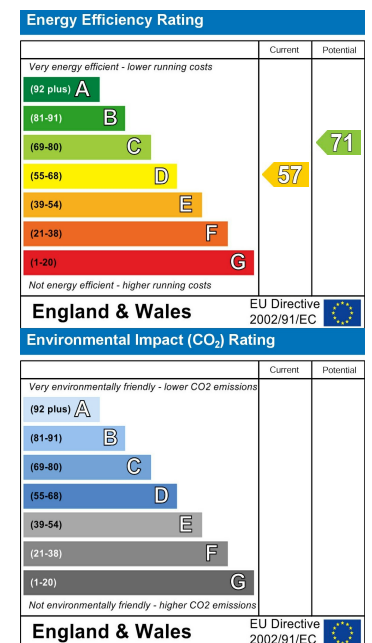 Energy Efficiency Rating
Current Potential
Very energy efficient - lower running costs
(92 plus) A
(81-91) B
(69-80) C
71
(55-68) D
57
(39-54) E
(21-38) F
(1-20) G
Not energy efficient - higher running costs
England & Wales
EU Directive
2002/91/EC
Environmental Impact (CO₂) Rating
Current Potential
Very environmentally friendly - lower CO2 emissions
(92 plus) A
(81-91) B
(69-80) C
(55-68) D
(39-54) E
(21-38) F
(1-20) G
Not environmentally friendly - higher CO2 emissions
England & Wales
EU Directive
2002/91/EC